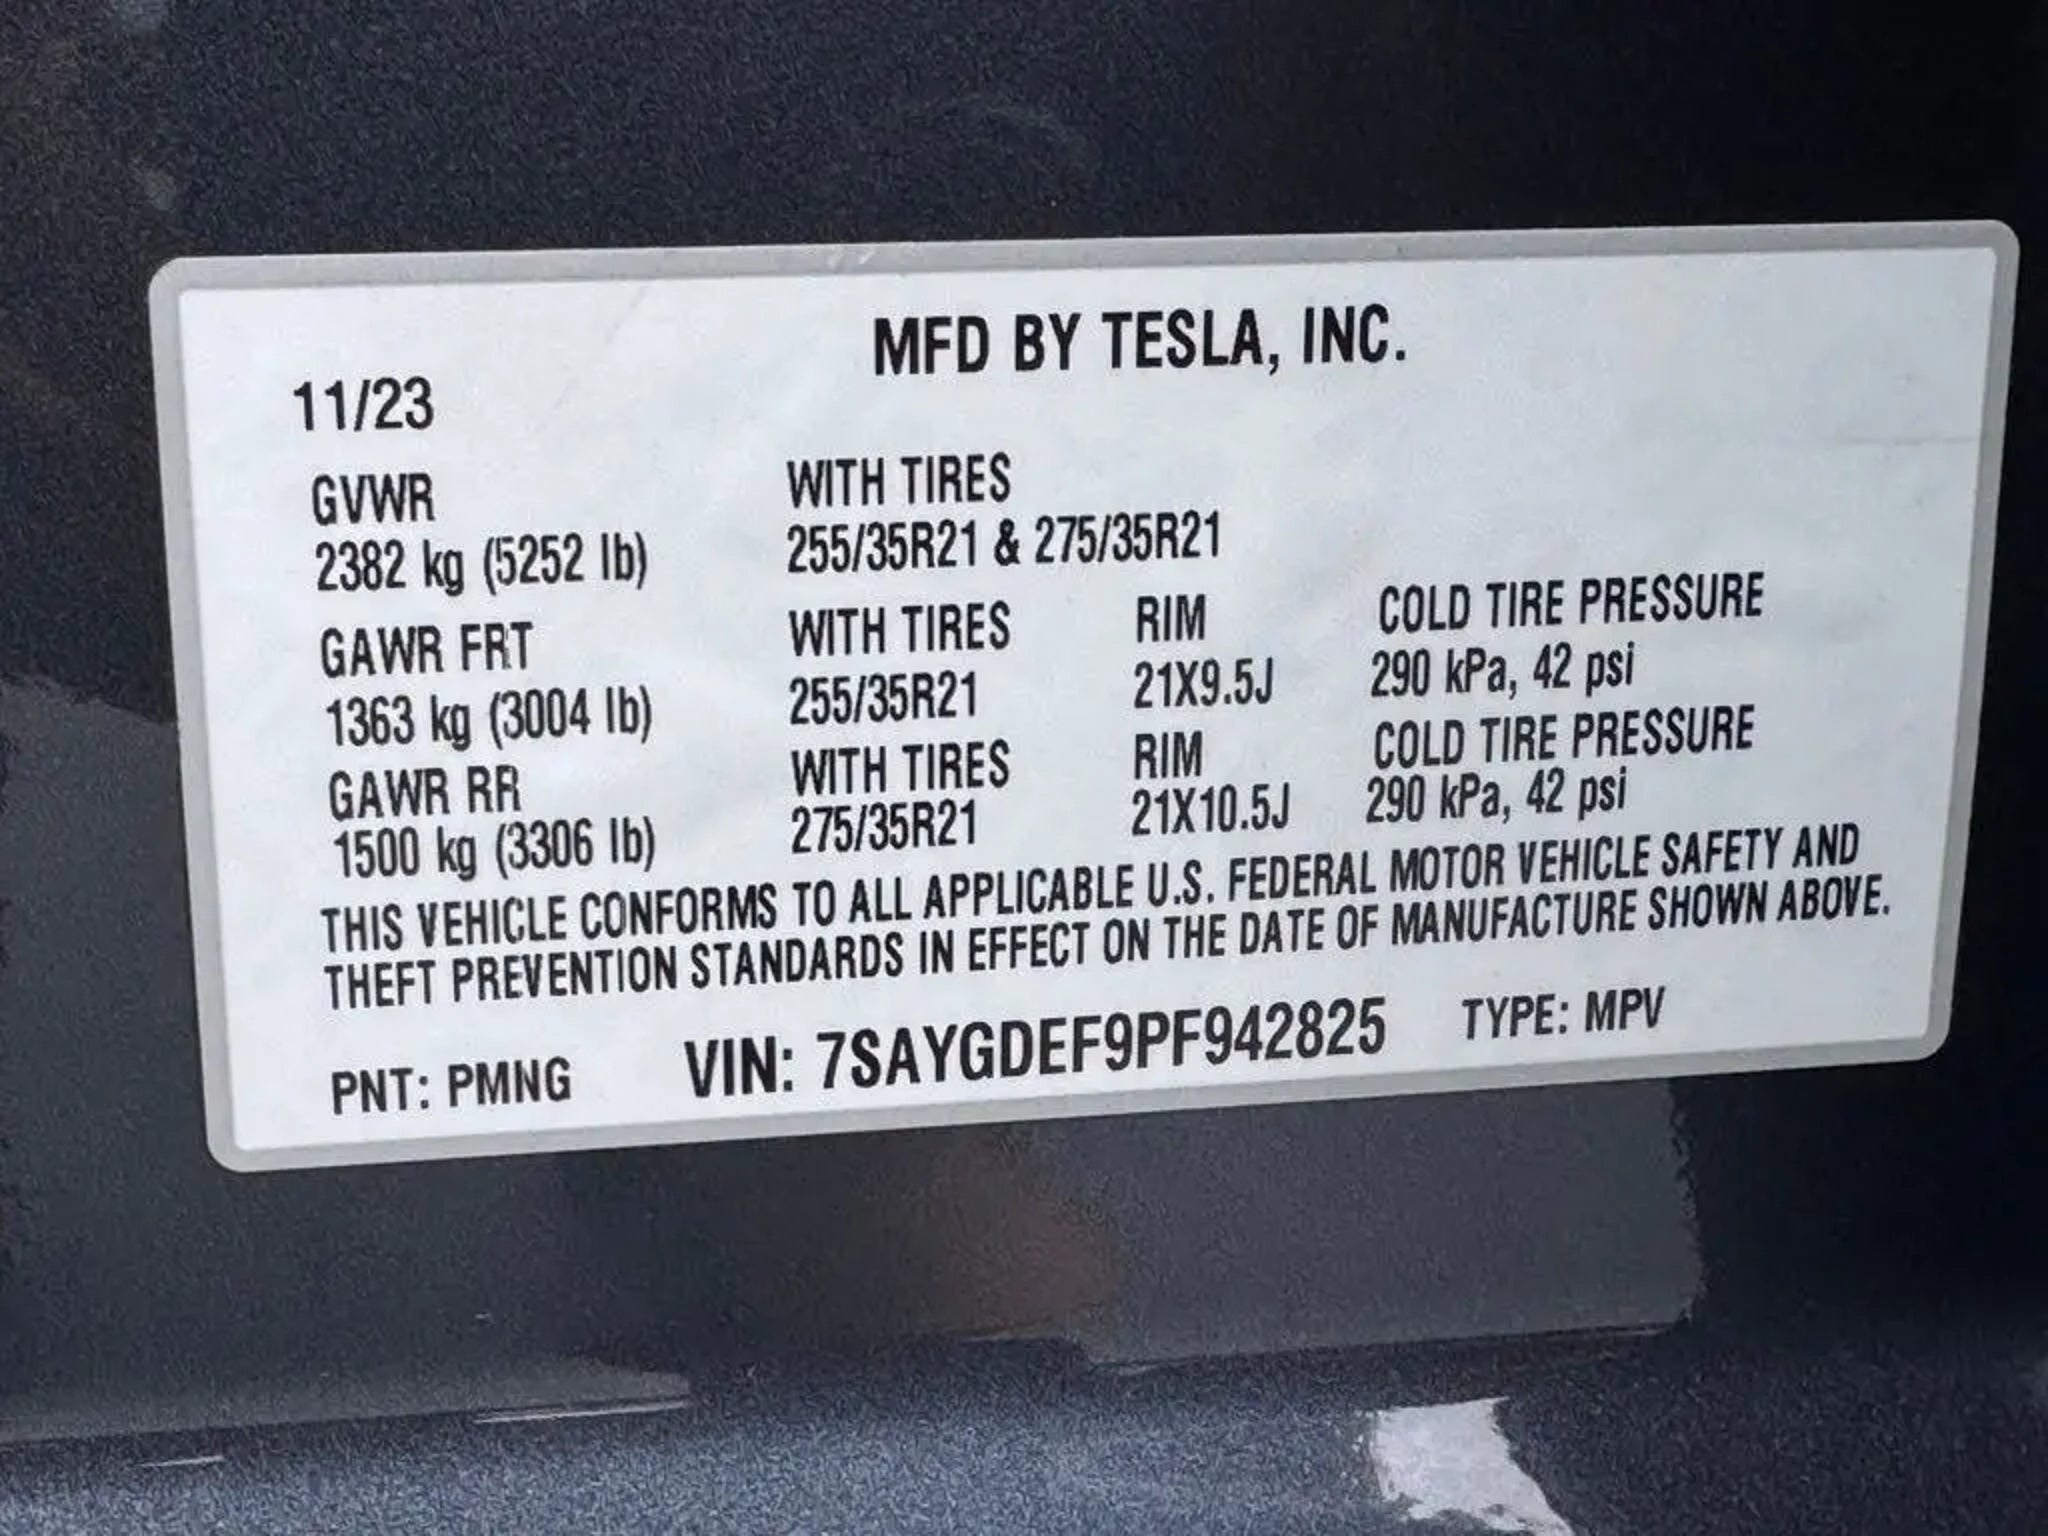 MFD BY TESLA, INC.
11/23
GVWR WITH TIRES
2382 kg (5252 lb) 255/35R21 & 275/35R21
GAWR FRT WITH TIRES RIM COLD TIRE PRESSURE
1363 kg (3004 lb) 255/35R21 21X9.5J 290 kPa, 42 psi
GAWR RR WITH TIRES RIM COLD TIRE PRESSURE
1500 kg (3306 lb) 275/35R21 21X10.5J 290 kPa, 42 psi
THIS VEHICLE CONFORMS TO ALL APPLICABLE U.S. FEDERAL MOTOR VEHICLE SAFETY AND
THEFT PREVENTION STANDARDS IN EFFECT ON THE DATE OF MANUFACTURE SHOWN ABOVE.
PNT: PMNG VIN: 7SAYGDEF9PF942825 TYPE: MPV